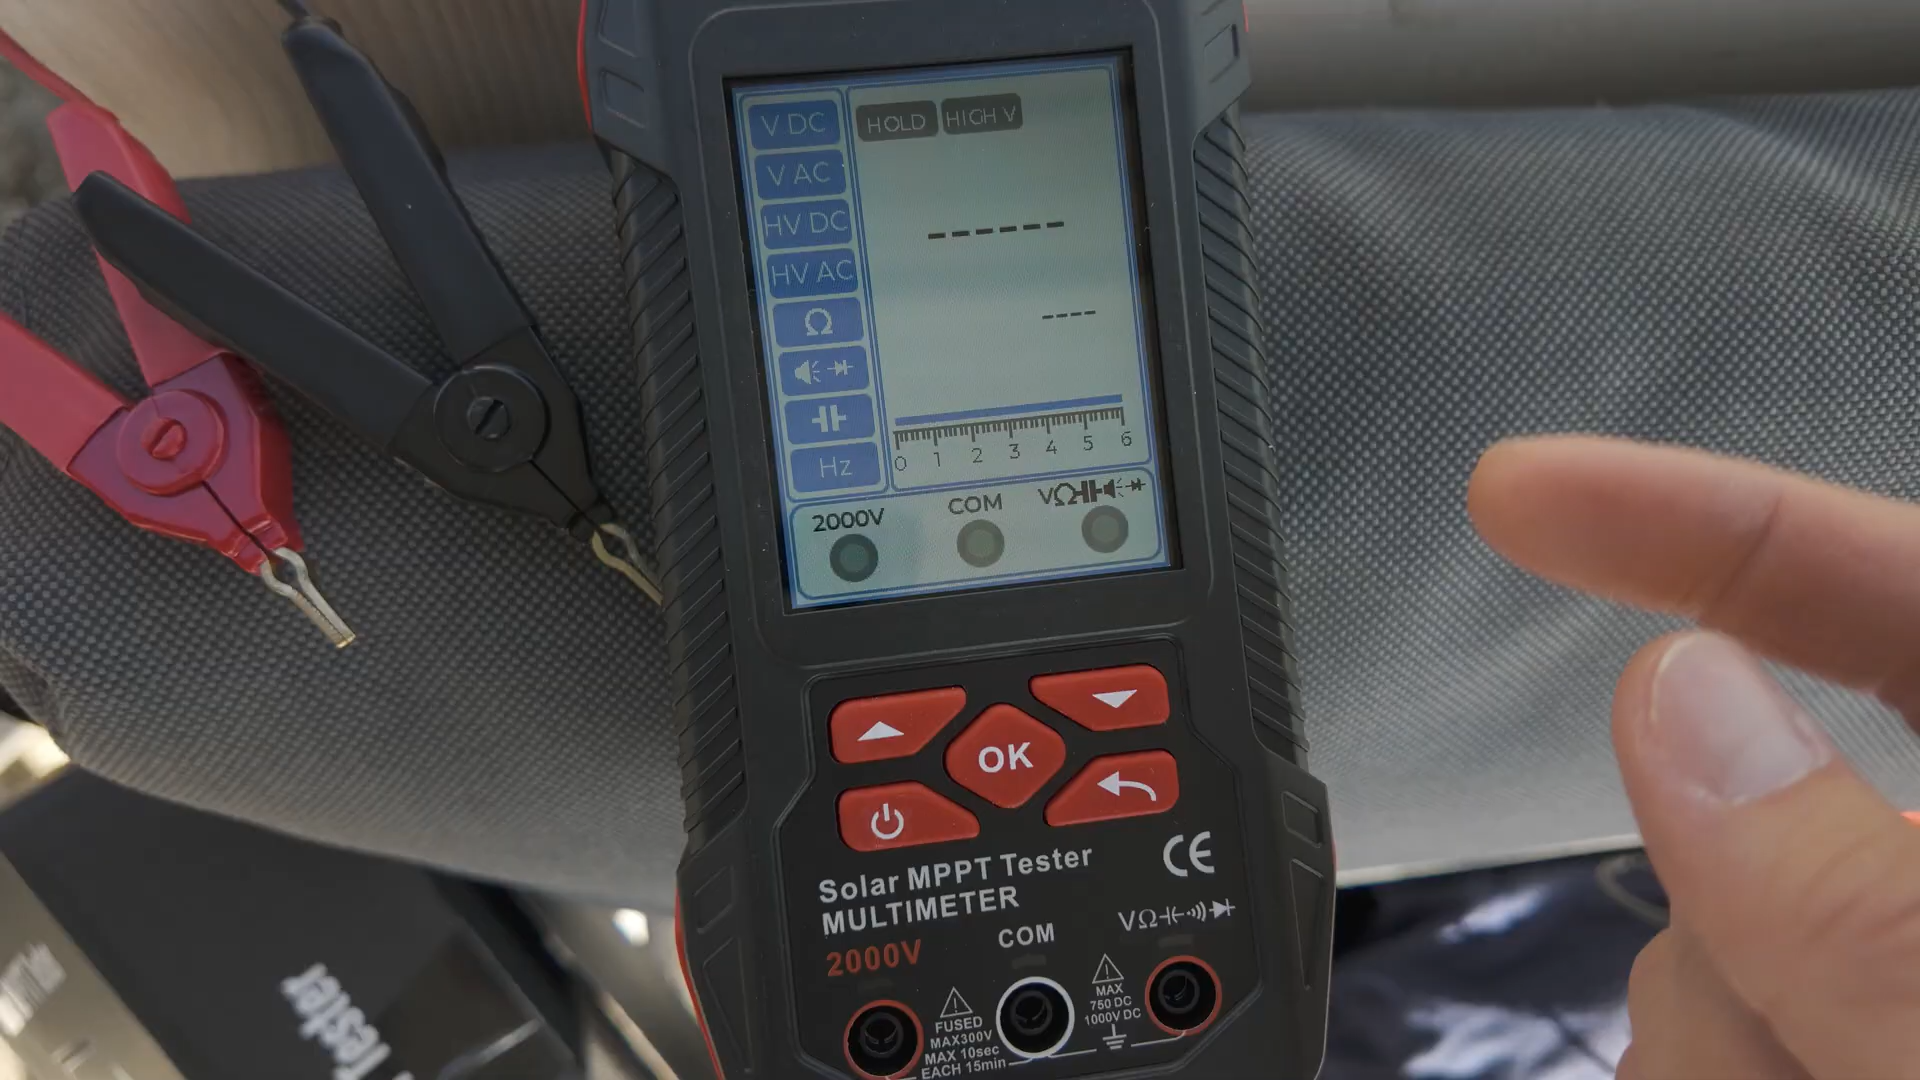 V DC
V AC
HV DC
HV AC
Ω
Hz
HOLD
HIGH V
------
----
0 1 2 3 4 5 6
2000V
COM
VΩ
OK
Solar MPPT Tester
MULTIMETER
CE
2000V
COM
VΩ
FUSED
MAX300V
MAX 10sec
EACH 15min
MAX
750 DC
1000V DC
Tester